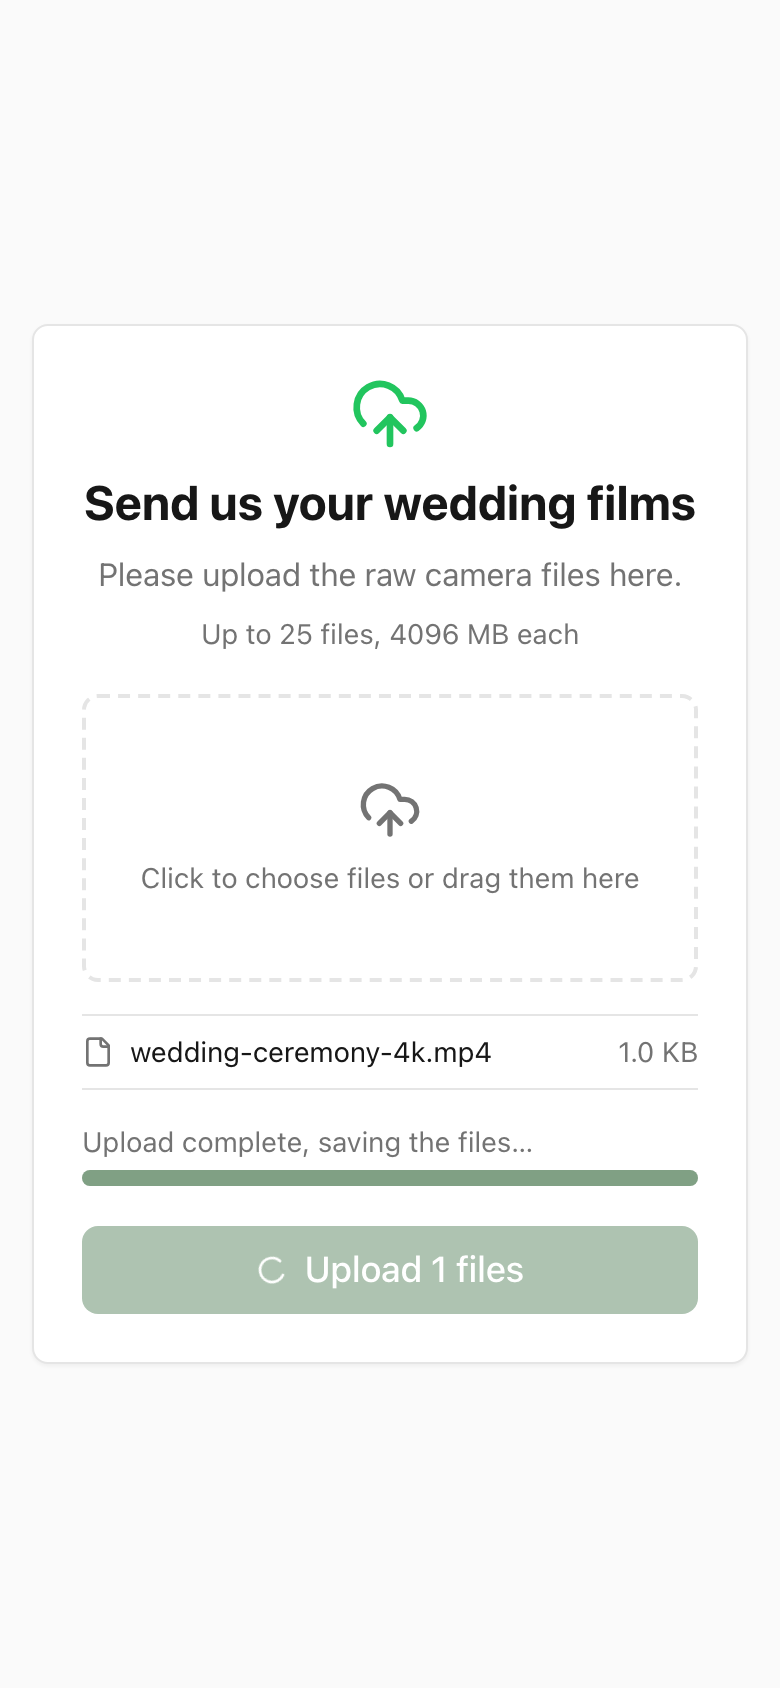 Send us your wedding films
Please upload the raw camera files here.
Up to 25 files, 4096 MB each
Click to choose files or drag them here
wedding-ceremony-4k.mp4 1.0 KB
Upload complete, saving the files...
Upload 1 files